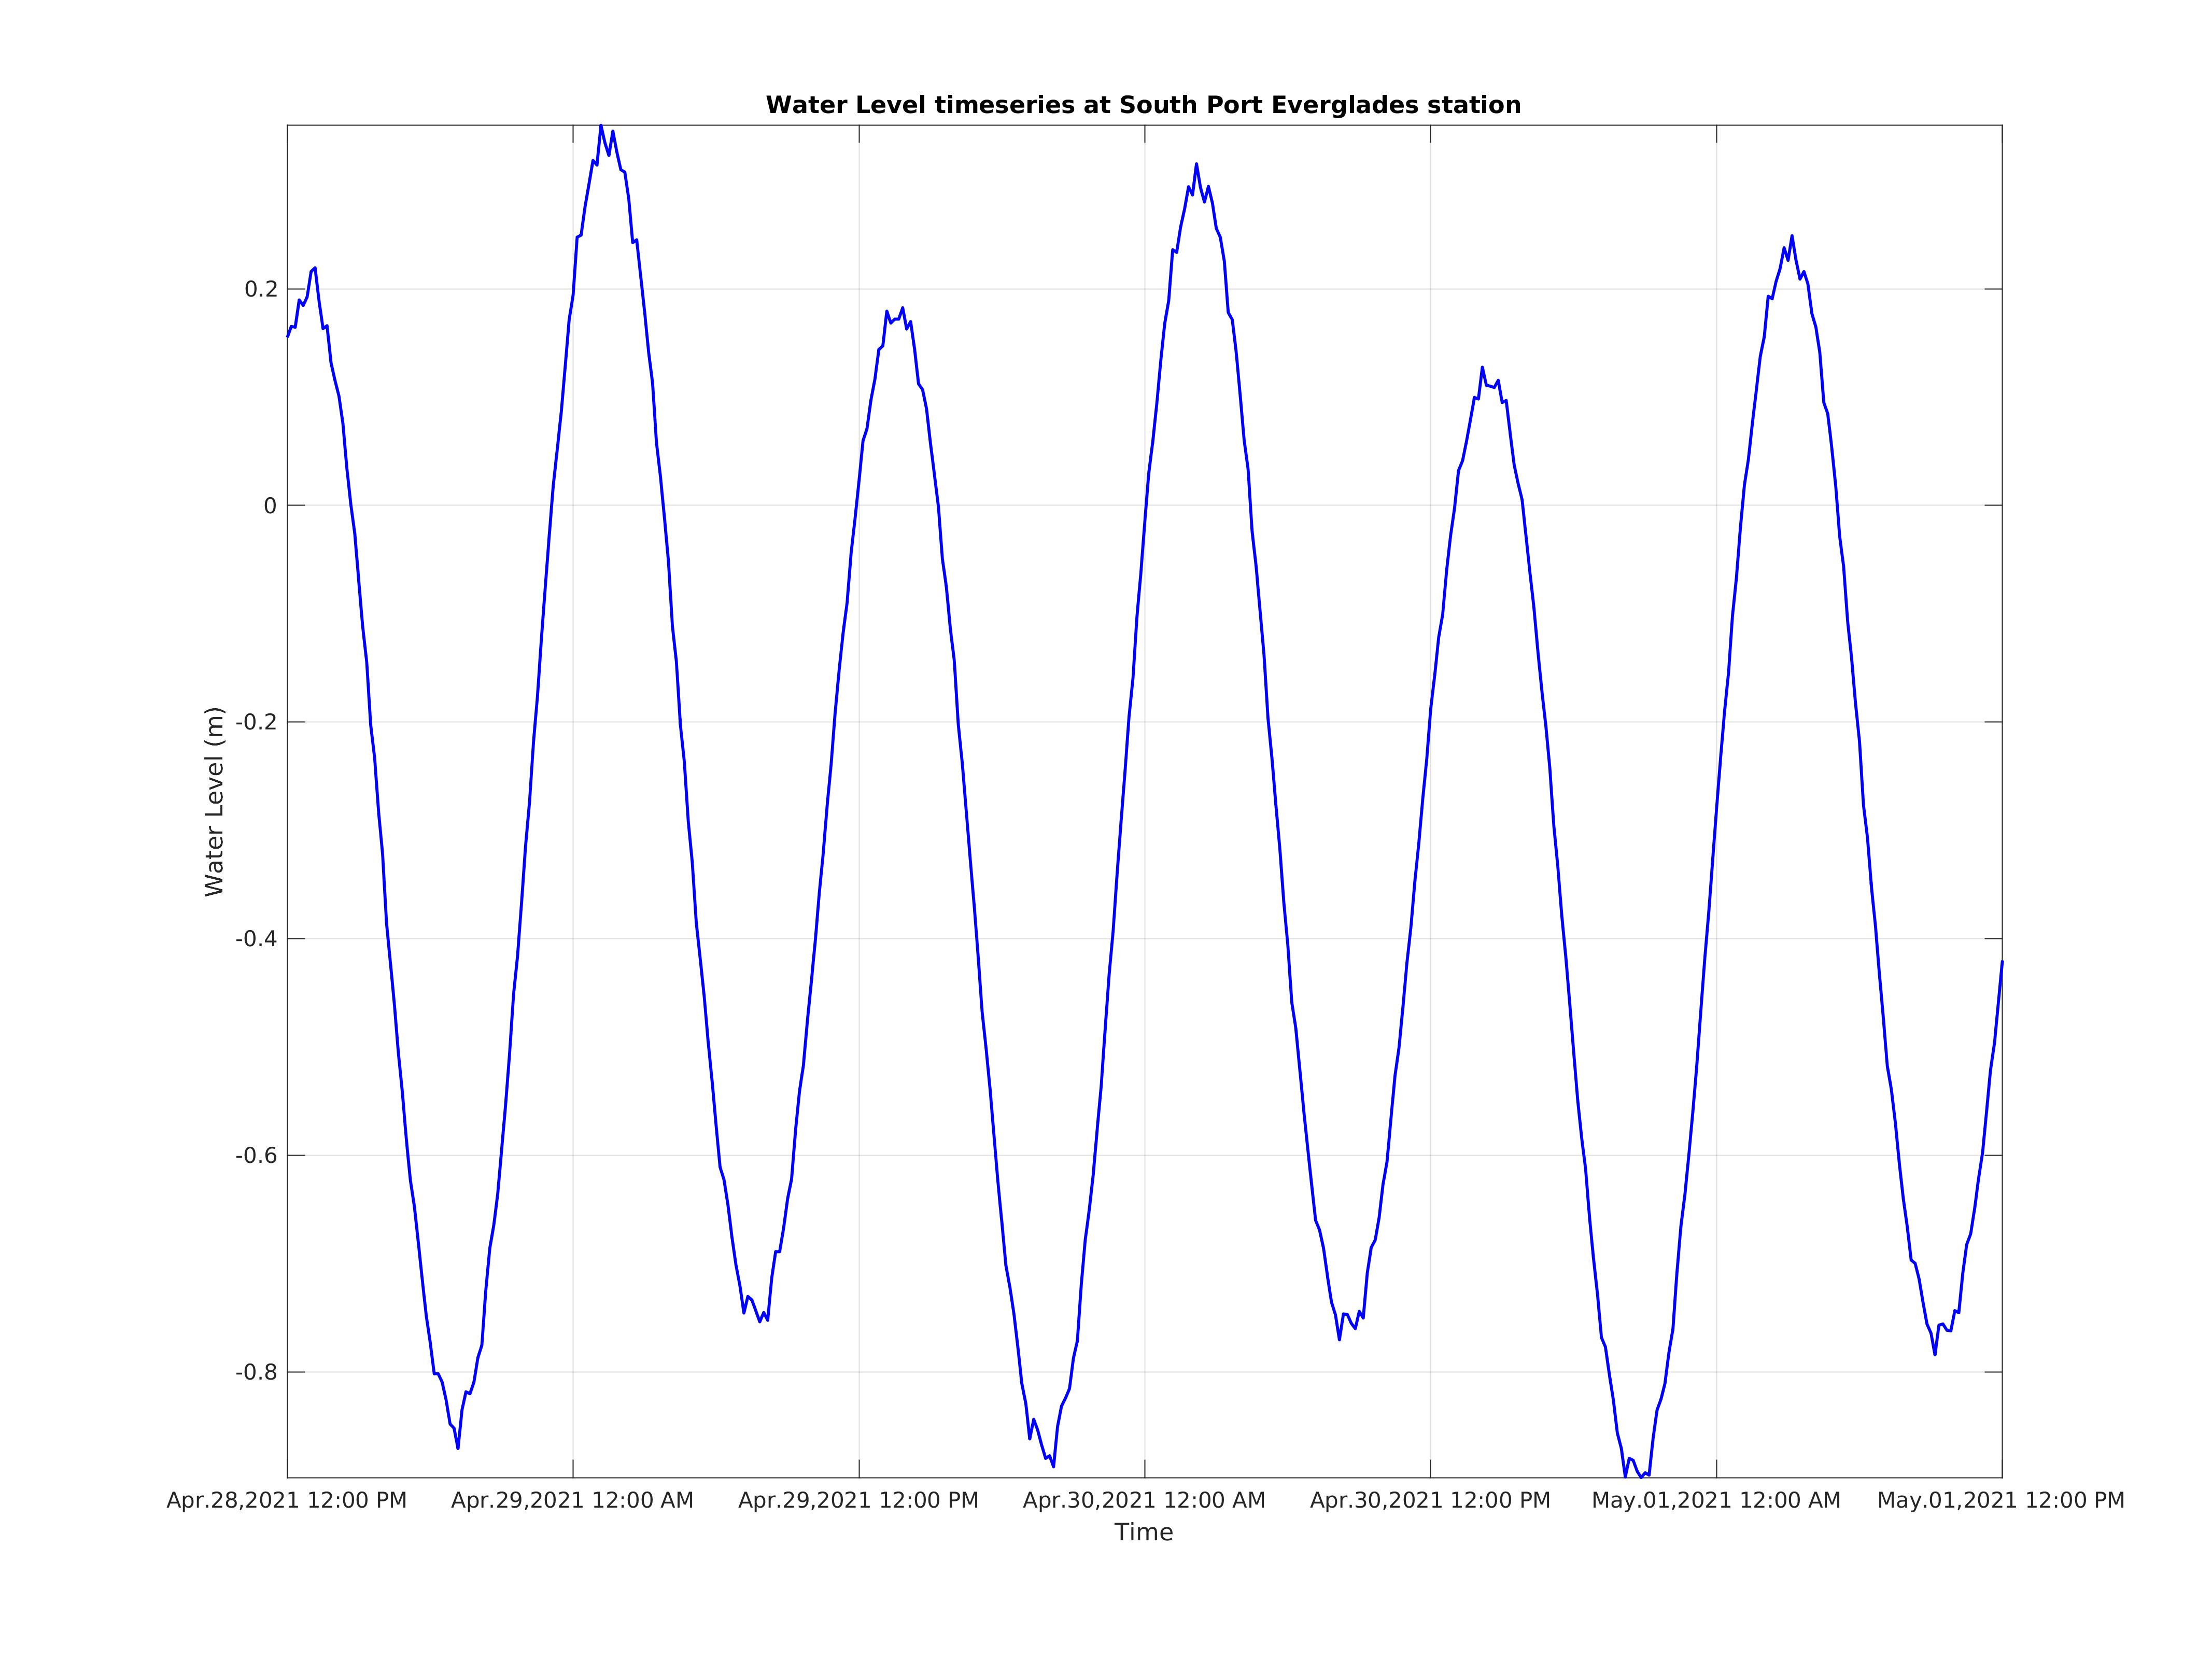 Water Level timeseries at South Port Everglades station
0.2
0
-0.2
-0.4
-0.6
-0.8
Water Level (m)
Apr.28,2021 12:00 PM
Apr.29,2021 12:00 AM
Apr.29,2021 12:00 PM
Apr.30,2021 12:00 AM
Apr.30,2021 12:00 PM
May.01,2021 12:00 AM
May.01,2021 12:00 PM
Time